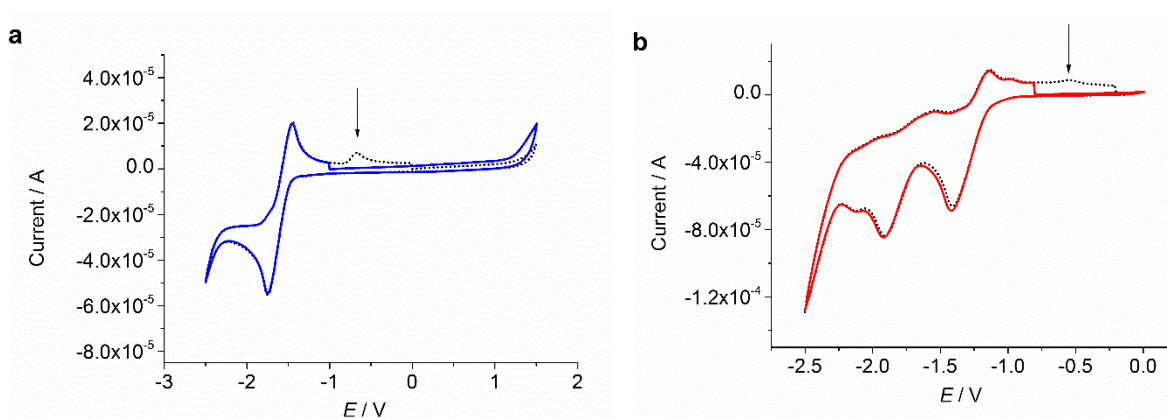 a
4.0x10⁻⁵
2.0x10⁻⁵
0.0
-2.0x10⁻⁵
-4.0x10⁻⁵
-6.0x10⁻⁵
-8.0x10⁻⁵
Current / A
-3 -2 -1 0 1 2
E / V
b
0.0
-4.0x10⁻⁵
-8.0x10⁻⁵
-1.2x10⁻⁴
Current / A
-2.5 -2.0 -1.5 -1.0 -0.5 0.0
E / V